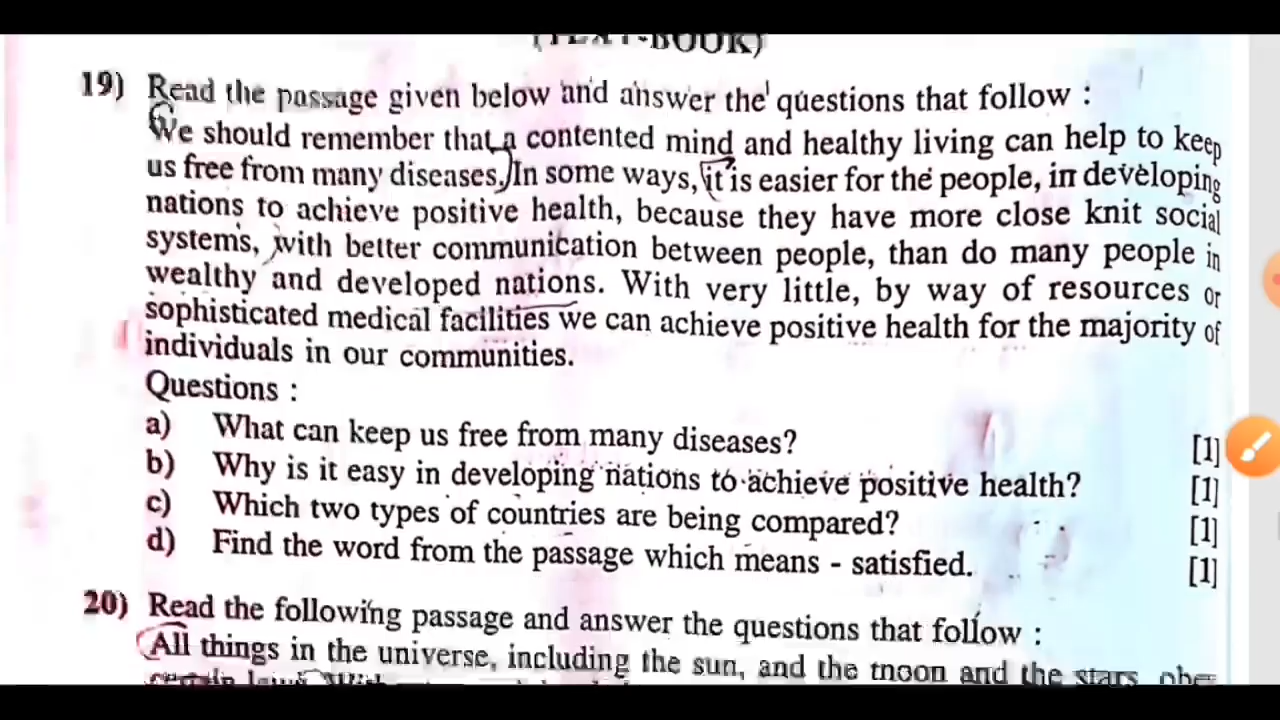 (TEXT-BOOK)
19) Read the passage given below and answer the questions that follow :
We should remember that a contented mind and healthy living can help to keep
us free from many diseases. In some ways, it is easier for the people, in developing
nations to achieve positive health, because they have more close knit social
systems, with better communication between people, than do many people in
wealthy and developed nations. With very little, by way of resources or
sophisticated medical facilities we can achieve positive health for the majority of
individuals in our communities.
Questions :
a) What can keep us free from many diseases? [1]
b) Why is it easy in developing nations to achieve positive health? [1]
c) Which two types of countries are being compared? [1]
d) Find the word from the passage which means - satisfied. [1]
20) Read the following passage and answer the questions that follow :
All things in the universe, including the sun, and the moon and the stars
certain laws